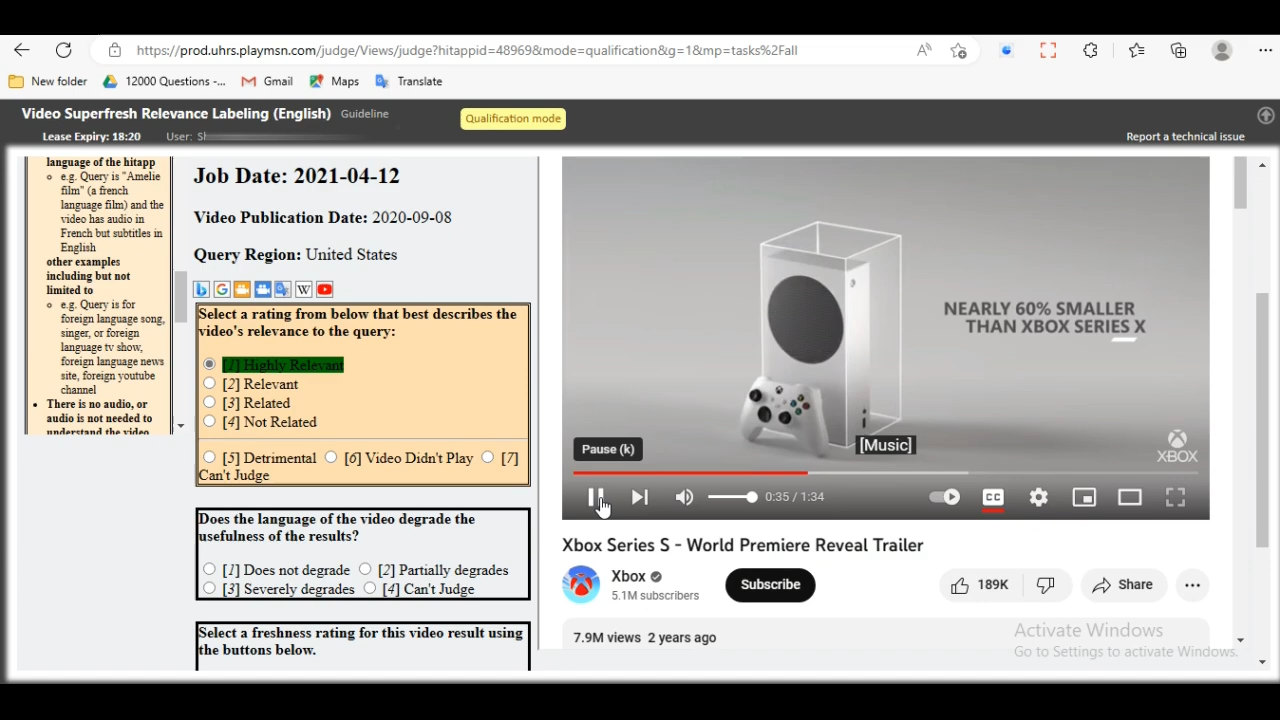 https://prod.uhrs.playmsn.com/judge/Views/judge?hitappid=48969&mode=qualification&g=1&mp=tasks%2Fall
New folder
12000 Questions -...
Gmail
Maps
Translate
Video Superfresh Relevance Labeling (English)
Guideline
Qualification mode
Lease Expiry: 18:20
User:
Report a technical issue
language of the hitapp
e.g. Query is "Amelie
film" (a french
language film) and the
video has audio in
French but subtitles in
English
other examples
including but not
limited to
e.g. Query is for
foreign language song,
singer, or foreign
language tv show,
foreign language news
site, foreign youtube
channel
There is no audio, or
audio is not needed to
understand the video
Job Date: 2021-04-12
Video Publication Date: 2020-09-08
Query Region: United States
Select a rating from below that best describes the
video's relevance to the query:
[1] Highly Relevant
[2] Relevant
[3] Related
[4] Not Related
[5] Detrimental [6] Video Didn't Play [7]
Can't Judge
Does the language of the video degrade the
usefulness of the results?
[1] Does not degrade [2] Partially degrades
[3] Severely degrades [4] Can't Judge
Select a freshness rating for this video result using
the buttons below.
NEARLY 60% SMALLER
THAN XBOX SERIES X
[Music]
Pause (k)
XBOX
0:35 / 1:34
CC
Xbox Series S - World Premiere Reveal Trailer
Xbox
5.1M subscribers
Subscribe
189K
Share
7.9M views 2 years ago
Activate Windows
Go to Settings to activate Windows.